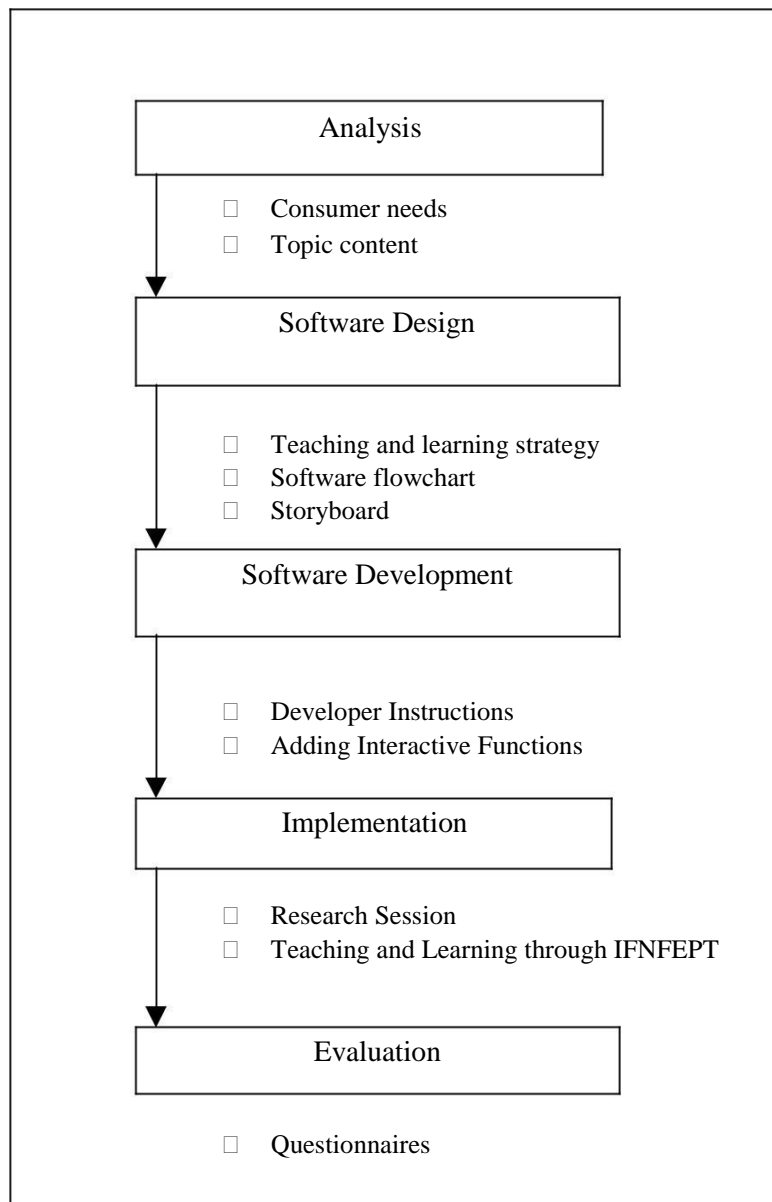 Analysis
Consumer needs
Topic content
Software Design
Teaching and learning strategy
Software flowchart
Storyboard
Software Development
Developer Instructions
Adding Interactive Functions
Implementation
Research Session
Teaching and Learning through IFNFEPT
Evaluation
Questionnaires